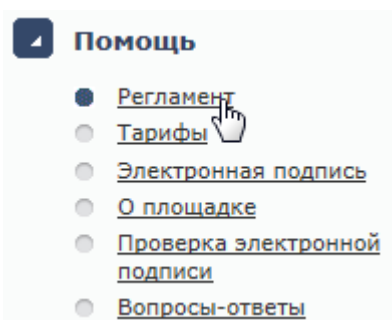 Помощь
Регламент
Тарифы
Электронная подпись
О площадке
Проверка электронной
подписи
Вопросы-ответы